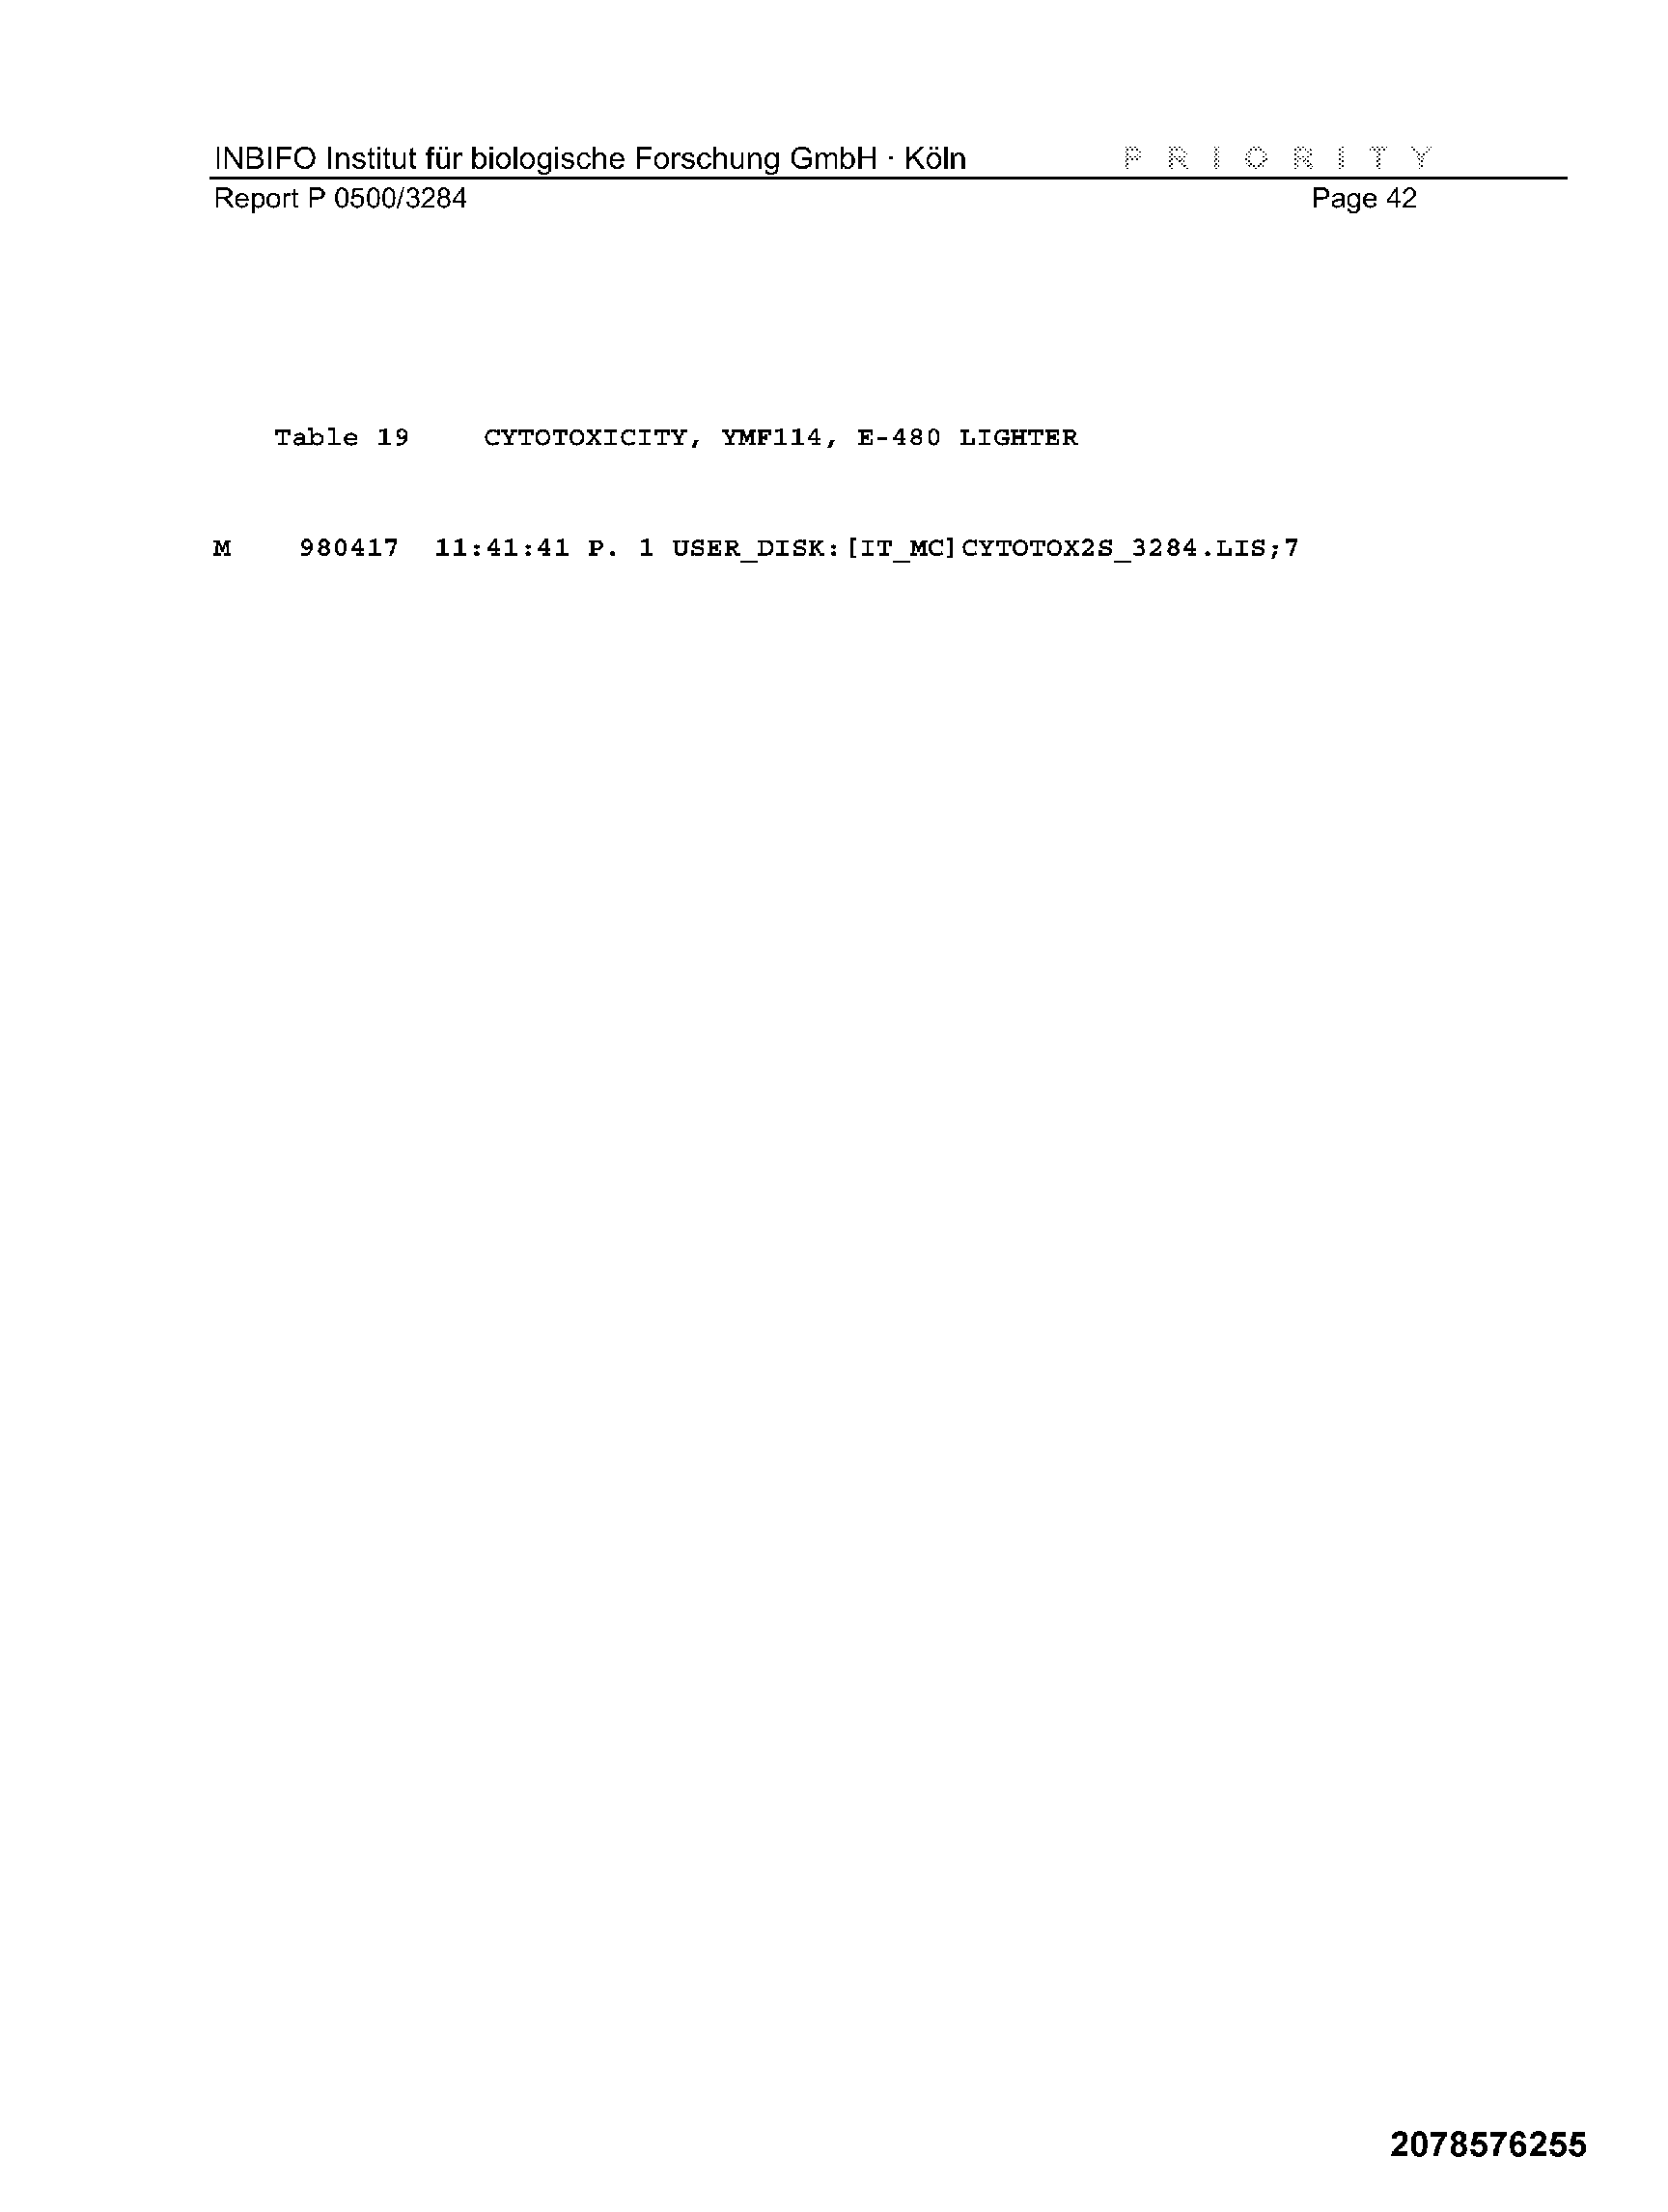 INBIFO Institut für biologische Forschung GmbH · Köln P R I O R I T Y
Report P 0500/3284 Page 42
Table 19 CYTOTOXICITY, YMF114, E-480 LIGHTER
M 980417 11:41:41 P. 1 USER_DISK:[IT_MC]CYTOTOX2S_3284.LIS;7
2078576255